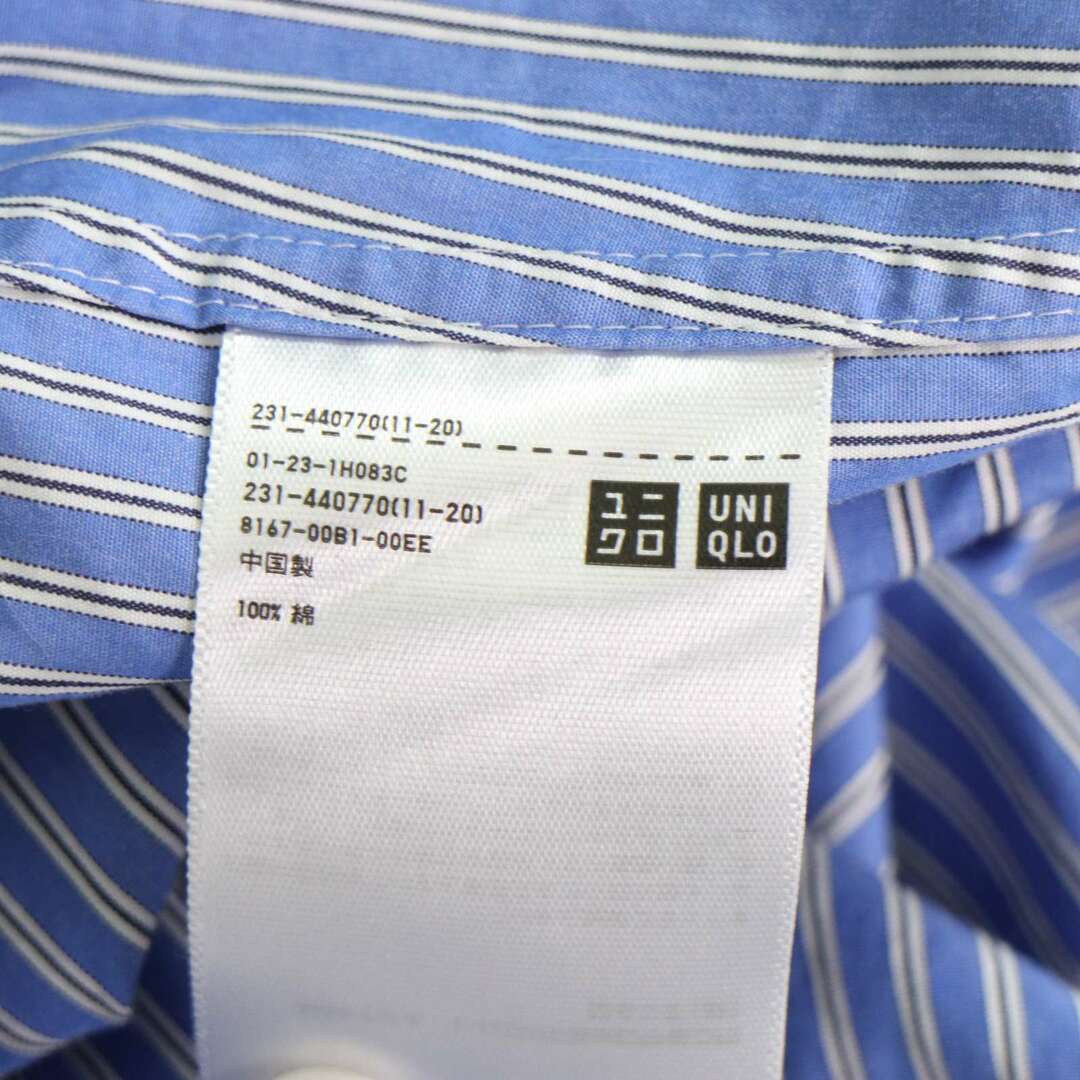 231-440770(11-20)
01-23-1H083C
231-440770(11-20)
8167-00B1-00EE
中国製
100% 綿
ユニ
クロ
UNI
QLO